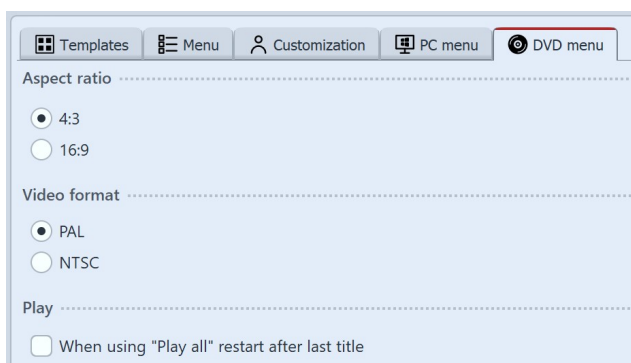 Templates Menu Customization PC menu DVD menu
Aspect ratio
4:3
16:9
Video format
PAL
NTSC
Play
When using "Play all" restart after last title